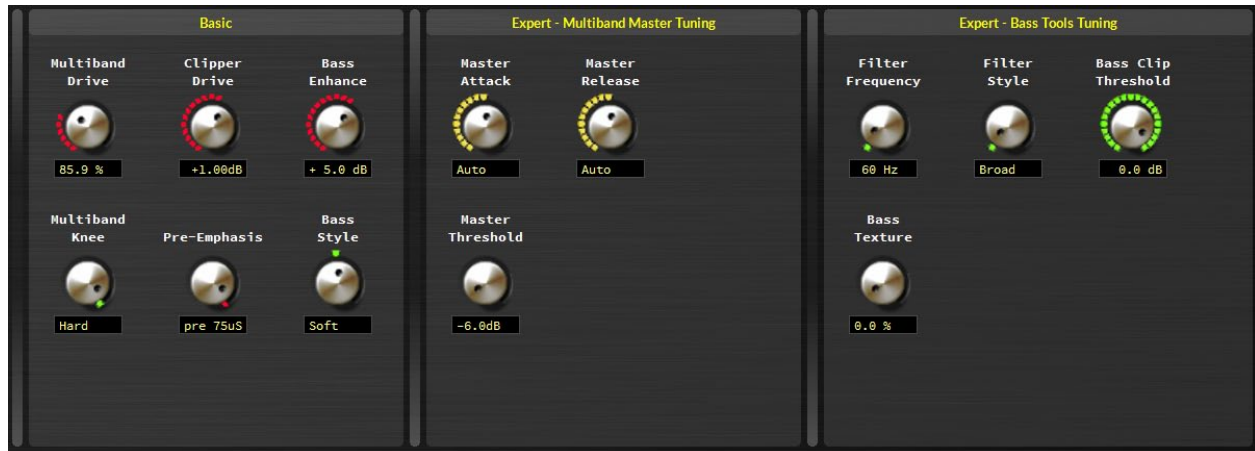 Basic
Multiband Drive
Clipper Drive
Bass Enhance
85.9 %
+1.00dB
+ 5.0 dB
Multiband Knee
Pre-Emphasis
Bass Style
Hard
pre 75uS
Soft
Expert - Multiband Master Tuning
Master Attack
Master Release
Auto
Auto
Master Threshold
-6.0dB
Expert - Bass Tools Tuning
Filter Frequency
Filter Style
Bass Clip Threshold
60 Hz
Broad
0.0 dB
Bass Texture
0.0 %